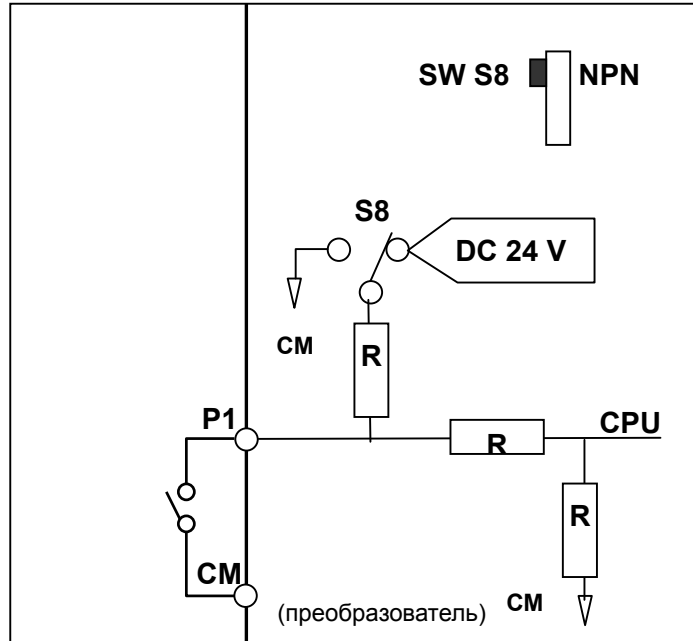 SW S8 NPN
S8
DC 24 V
CM
R
P1
R
CPU
R
CM
(преобразователь)
CM